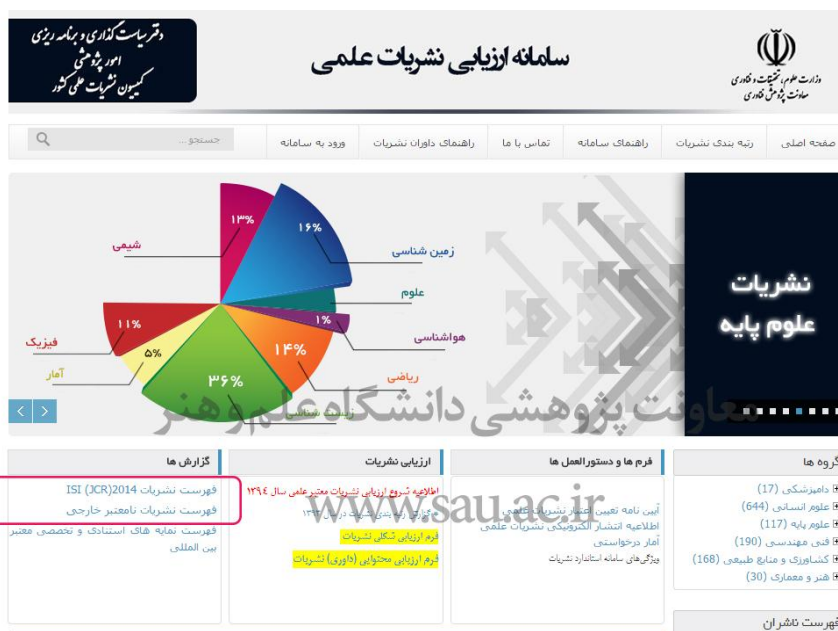 دفتر سیاست گذاری و برنامه ریزی
امور پژوهشی
کمیسیون نشریات علمی کشور
سامانه ارزیابی نشریات علمی
وزارت علوم، تحقیقات و فناوری
معاونت پژوهش و فناوری
صفحه اصلی
رتبه بندی نشریات
راهنمای سامانه
تماس با ما
راهنمای داوران نشریات
ورود به سامانه
جستجو ...
نشریات
علوم پایه
۱۳%
شیمی
۱۶%
زمین شناسی
علوم
۱%
هواشناسی
۱۴%
ریاضی
۳۶%
زیست شناسی
۵%
آمار
۱۱%
فیزیک
معاونت پژوهشی دانشگاه علم و هنر
www.sau.ac.ir
گروه ها
دامپزشکی (17)
علوم انسانی (644)
علوم پایه (117)
فنی مهندسی (190)
کشاورزی و منابع طبیعی (168)
هنر و معماری (30)
فهرست ناشران
فرم ها و دستورالعمل ها
آیین نامه تعیین اعتبار نشریات علمی
اطلاعیه انتشار الکترونیکی نشریات علمی
آمار درخواستی
ویژگی‌های سامانه استاندارد نشریات
ارزیابی نشریات
اطلاعیه شروع ارزیابی نشریات معتبر علمی سال ۱۳۹۴
رتبه بندی نشریات در سال ۱۳۹۳
فرم ارزیابی شکلی نشریات
فرم ارزیابی محتوایی (داوری) نشریات
گزارش ها
فهرست نشریات ISI (JCR)2014
فهرست نشریات نامعتبر خارجی
فهرست نمایه های استنادی و تخصصی معتبر
بین المللی